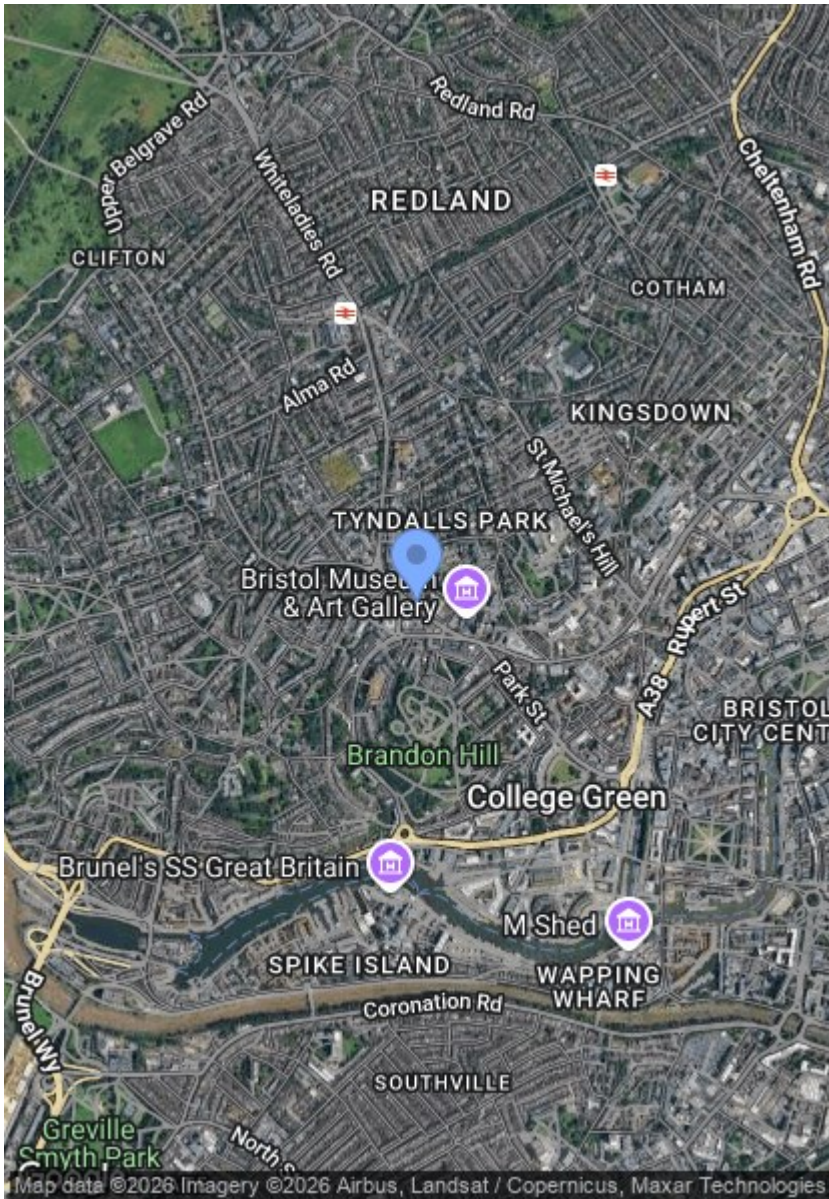 Redland Rd
Upper Belgrave Rd
Whiteladies Rd
Cheltenham Rd
REDLAND
CLIFTON
COTHAM
Alma Rd
KINGSDOWN
St Michael's Hill
TYNDALLS PARK
Bristol Museum
& Art Gallery
Rupert St
A38
Park St
BRISTOL
CITY CENT
Brandon Hill
College Green
Brunel's SS Great Britain
M Shed
SPIKE ISLAND
WAPPING
WHARF
Coronation Rd
Brunel Wy
SOUTHVILLE
Greville
Smyth Park
North S
Map data ©2026 Imagery ©2026 Airbus, Landsat / Copernicus, Maxar Technologies